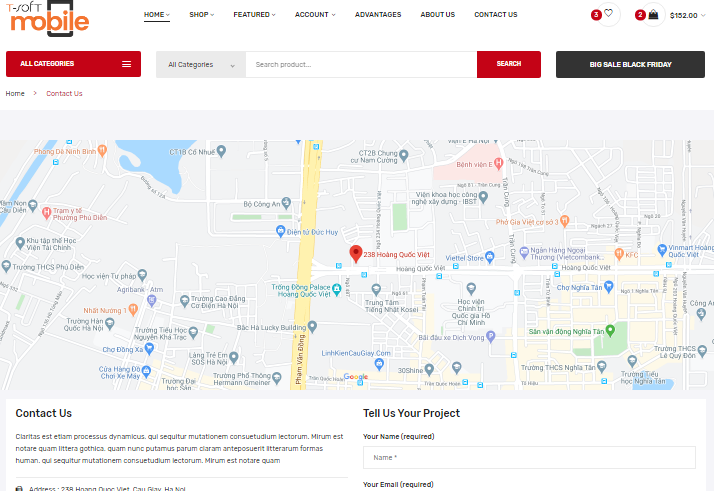 T-SOFT
mobile
HOME
SHOP
FEATURED
ACCOUNT
ADVANTAGES
ABOUT US
CONTACT US
3
2
$152.00
ALL CATEGORIES
All Categories
Search product...
SEARCH
BIG SALE BLACK FRIDAY
Home > Contact Us
Phong Dê Ninh Bình
CT1B Cổ Nhuế
CT2B Chung
cư Nam Cường
Bệnh viện E
Viện khoa học công
nghệ xây dựng - IBST
Bộ Công An
Trạm y tế
Phường Phú Diễn
Điện tử Đức Huy
Phở Gia Việt cơ sở 3
Khu tập thể Học
Viện Tài Chính
238 Hoàng Quốc Việt
Viettel Store
Ngân Hàng Ngoại
Thương (Vietcombank...
KFC
Vinmart Hoàng
Quốc Việt
Trường THCS Phú Diễn
Học viện Tư pháp
Hoàng Quốc Việt
Hoàng Quốc Việt
Agribank - Atm
Trống Đồng Palace
Hoàng Quốc Việt
Trung Tâm
Tiếng Nhật Kosei
Học viện
Chính trị
Quốc gia Hồ
Chí Minh
Chợ Nghĩa Tân
Trường Cao Đẳng
Cơ Điện Hà Nội
Nhất Nướng 1
Trường Hán
Quốc Hà Nội
Trường Tiểu Học
Nguyễn Khả Trạc
Bắc Hà Lucky Building
Bãi đậu xe Dịch Vọng
Sân vận động Nghĩa Tân
Phạm Văn Đồng
Chợ Đồng Xa
Làng Trẻ Em
SOS Hà Nội
LinhKienCauGiay.Com
Trường THCS
Lê Quý Đôn
Cửa Hàng Đồ
Chơi Xe Máy
Trường Phổ Thông
Hermann Gmeiner
30Shine
Trường THCS Nghĩa Tân
Trường Tiểu
học Nghĩa Tân
Trường Đại
Google
Trần Quốc Hoàn
Tô Hiệu
Contact Us
Claritas est etiam processus dynamicus, qui sequitur mutationem consuetudium lectorum. Mirum est
notare quam littera gothica, quam nunc putamus parum claram anteposuerit litterarum formas
human. qui sequitur mutationem consuetudium lectorum. Mirum est notare quam
Address : 238 Hoang Quoc Viet, Cau Giay, Ha Noi
Tell Us Your Project
Your Name (required)
Name *
Your Email (required)